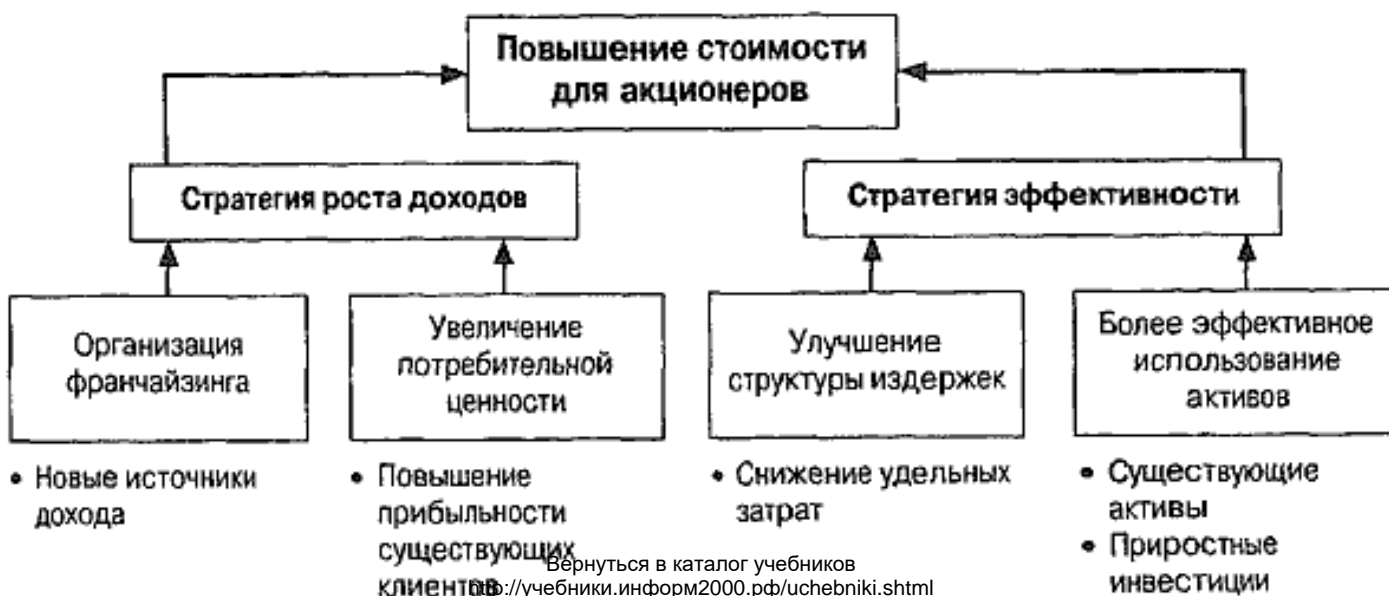 Повышение стоимости
для акционеров
Стратегия роста доходов
Стратегия эффективности
Организация
франчайзинга
Увеличение
потребительной
ценности
Улучшение
структуры издержек
Более эффективное
использование
активов
• Новые источники
дохода
• Повышение
прибыльности
существующих
клиентов
• Снижение удельных
затрат
• Существующие
активы
• Приростные
инвестиции
Вернуться в каталог учебников
http://учебники.информ2000.рф/uchebniki.shtml